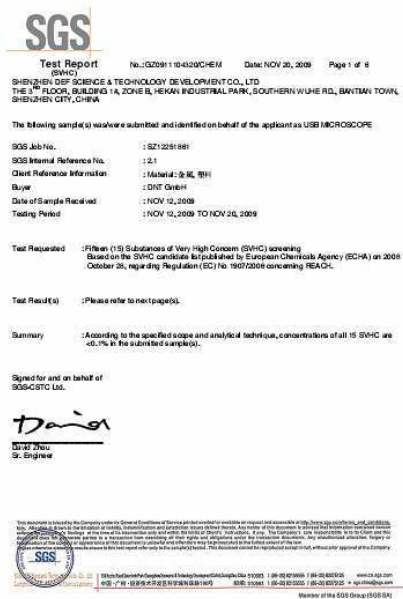 SGS
Test Report No.:GZ0911104320/CHEM Date: NOV 20, 2009 Page 1 of 6
(SVHC)
SHENZHEN DEF SCIENCE & TECHNOLOGY DEVELOPMENT CO., LTD
THE 3RD FLOOR, BUILDING 1A, ZONE B, HEKAN INDUSTRIAL PARK, SOUTHERN WUHE RD., BANTIAN TOWN,
SHENZHEN CITY, CHINA
The following sample(s) was/were submitted and identified on behalf of the applicant as USB MICROSCOPE
SGS Job No. : SZ12251861
SGS Internal Reference No. : 2.1
Client Reference Information : Material: 金属, 塑料
Buyer : DNT GmbH
Date of Sample Received : NOV 12, 2009
Testing Period : NOV 12, 2009 TO NOV 20, 2009
Test Requested : Fifteen (15) Substances of Very High Concern (SVHC) screening
Based on the SVHC candidate list published by European Chemicals Agency (ECHA) on 2008
October 28, regarding Regulation (EC) No 1907/2006 concerning REACH.
Test Result(s) : Please refer to next page(s).
Summary : According to the specified scope and analytical technique, concentrations of all 15 SVHC are
<0.1% in the submitted sample(s).
Signed for and on behalf of
SGS-CSTC Ltd.
David
David Zhou
Sr. Engineer
SGS
www.cn.sgs.com
Member of the SGS Group (SGS SA)